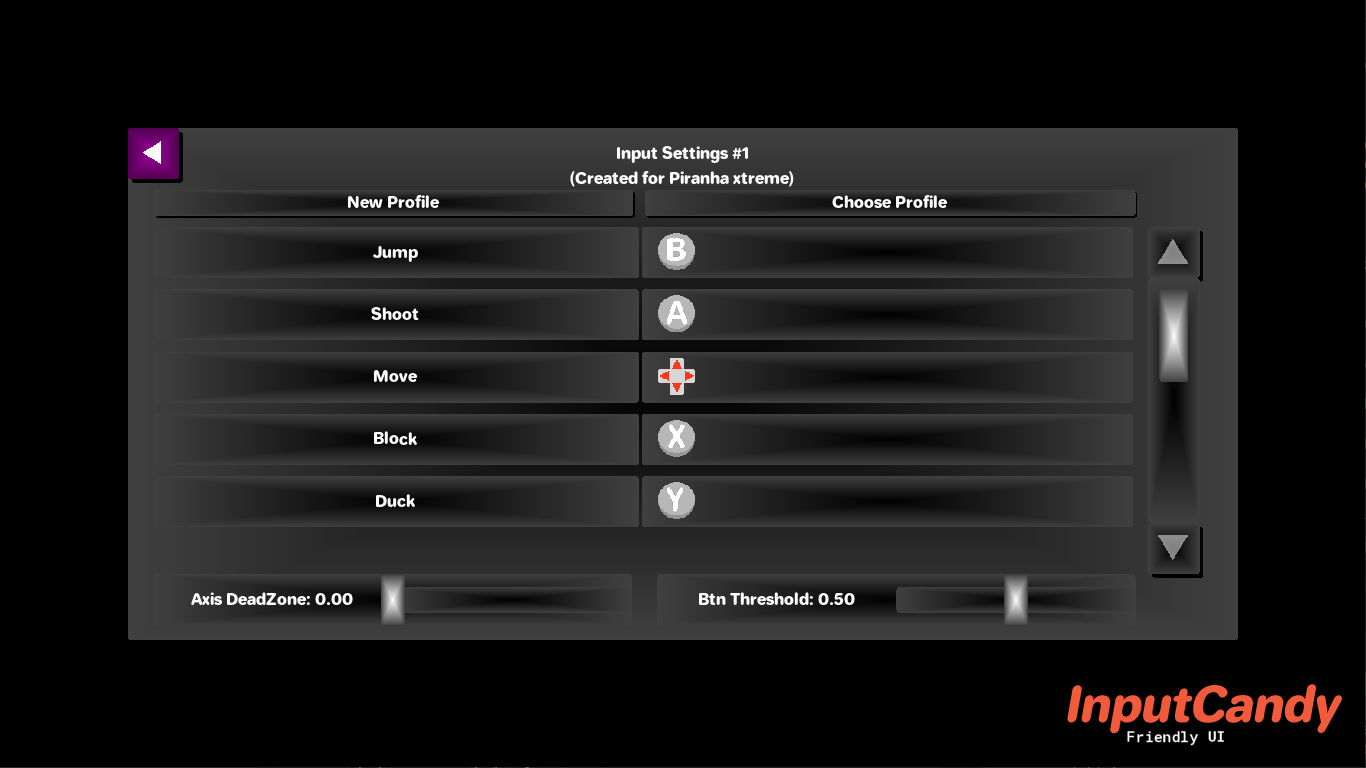 Input Settings #1
(Created for Piranha xtreme)
New Profile
Choose Profile
Jump
B
Shoot
A
Move
Block
X
Duck
Y
Axis DeadZone: 0.00
Btn Threshold: 0.50
InputCandy
Friendly UI